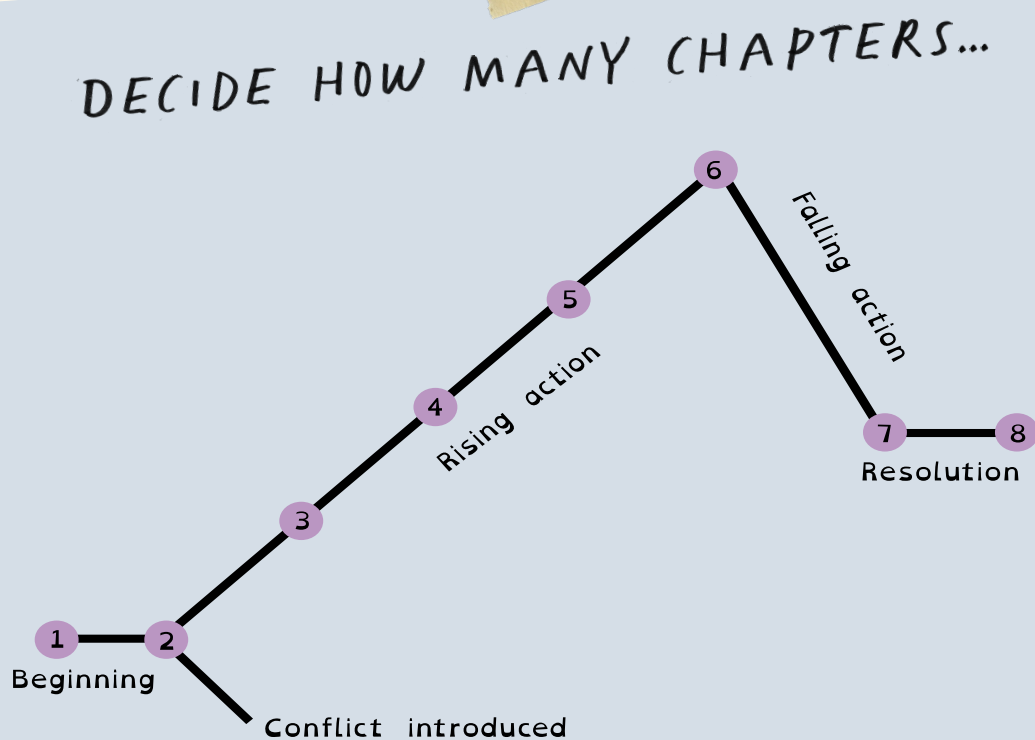 DECIDE HOW MANY CHAPTERS...
6
Falling action
5
4
Rising action
7
8
Resolution
3
1
2
Beginning
Conflict introduced